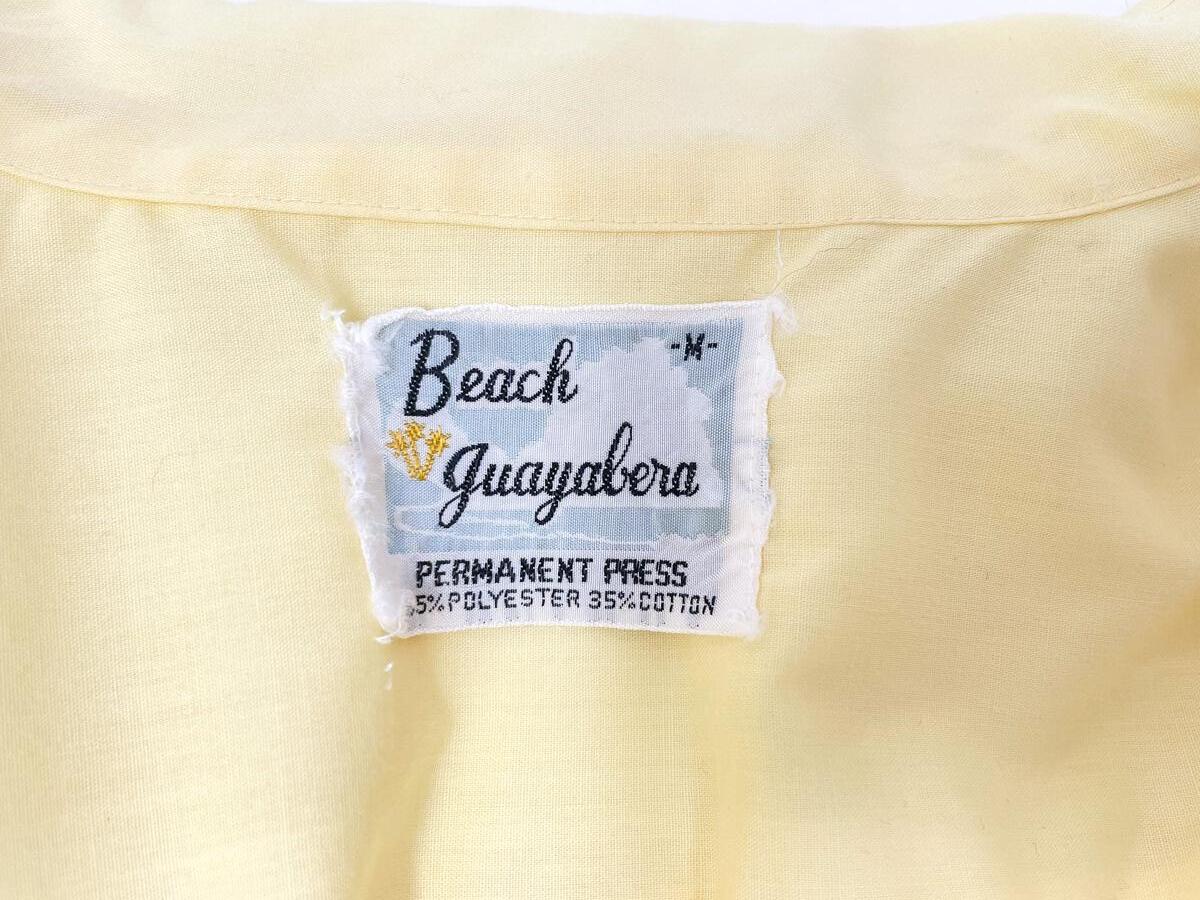 Beach
-M-
guayabera
PERMANENT PRESS
5% POLYESTER 35% COTTON